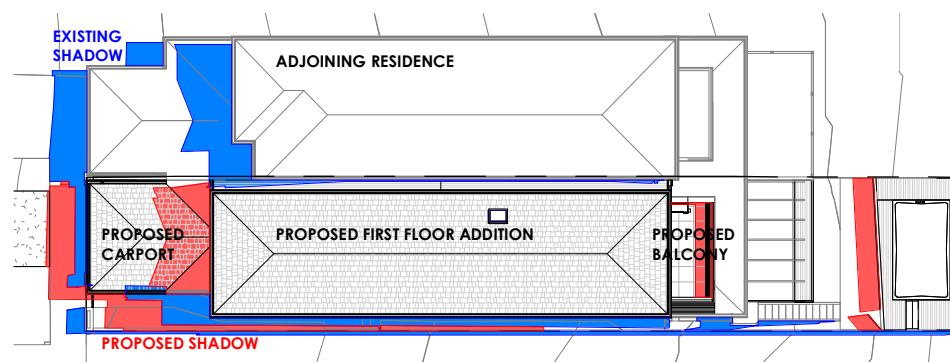 EXISTING
SHADOW
ADJOINING RESIDENCE
PROPOSED
CARPORT
PROPOSED FIRST FLOOR ADDITION
PROPOSED
BALCONY
PROPOSED SHADOW